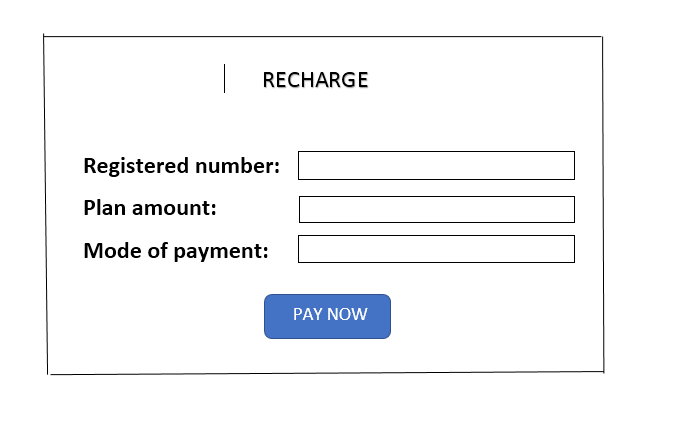 RECHARGE
Registered number:
Plan amount:
Mode of payment:
PAY NOW